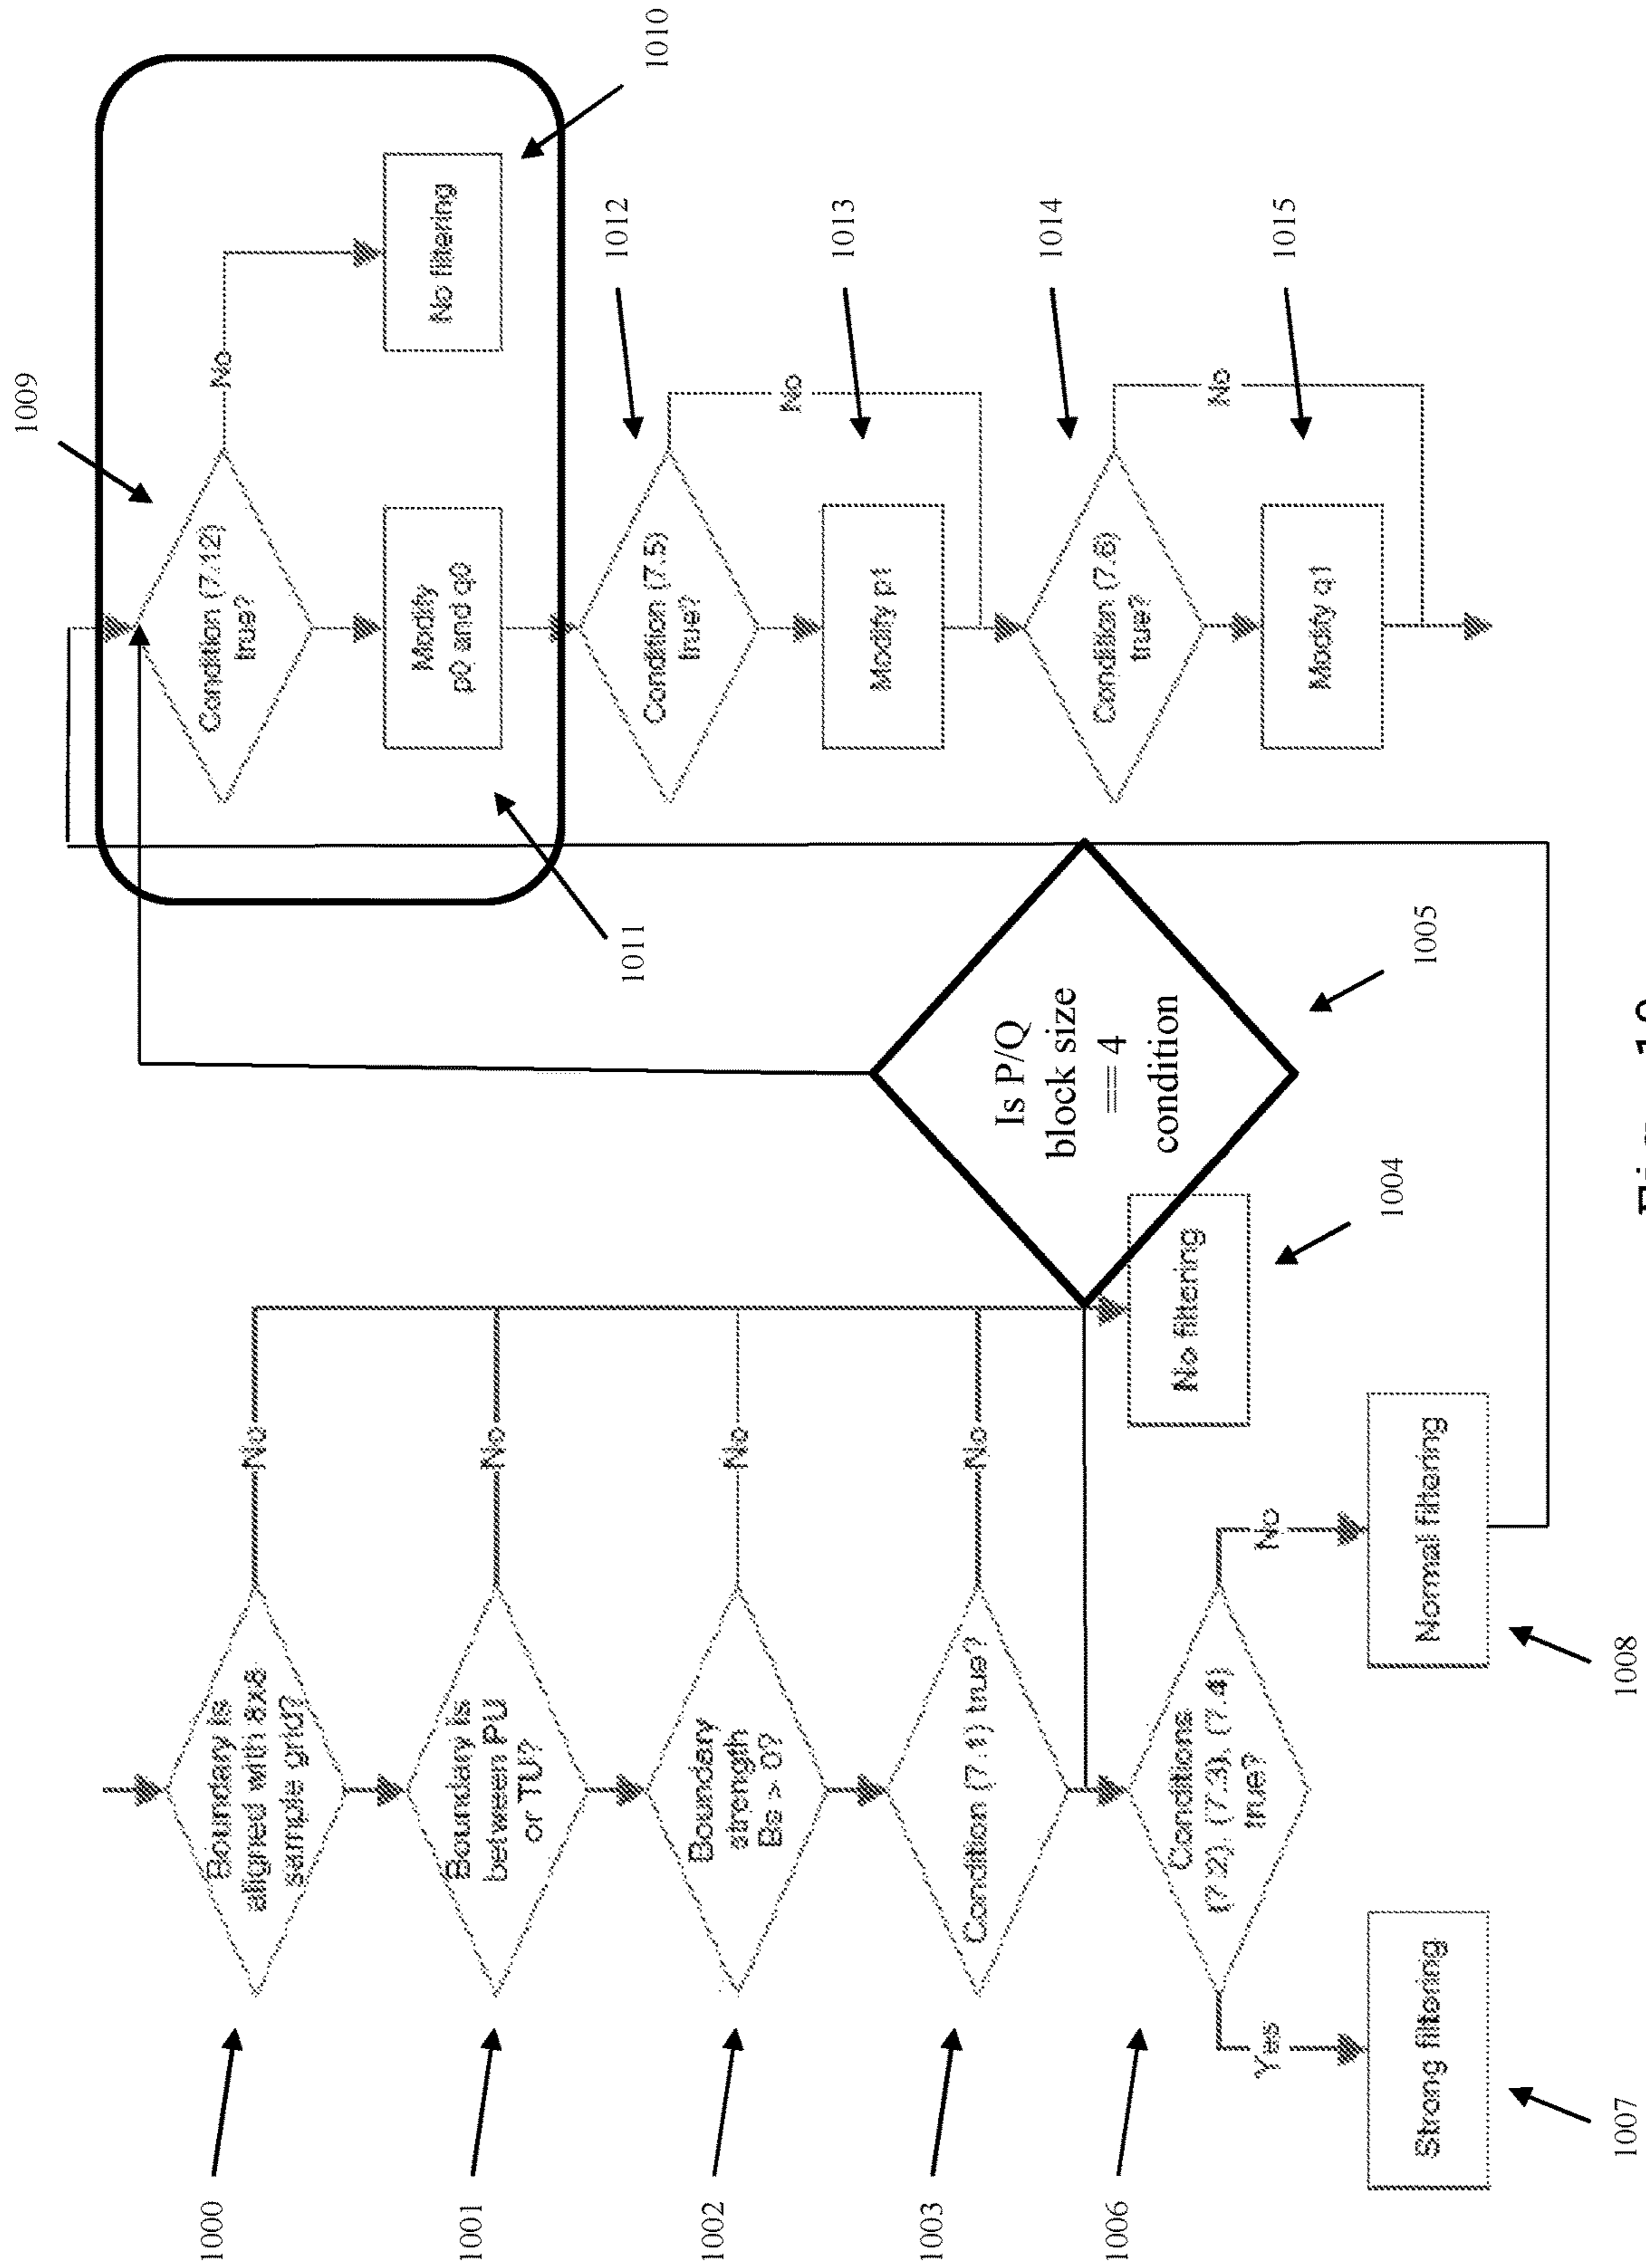 1000
Boundary is
aligned with 8x8
sample grid?
No
1001
Boundary is
between PU
or TU?
No
1002
Boundary
strength
Bs > 0?
No
1003
Condition (7.1) true?
No
1006
Conditions
(7.2), (7.3), (7.4)
true?
Yes
No
No filtering
1004
Strong filtering
1007
Normal filtering
1008
Is P/Q
block size
== 4
condition
1005
1009
Condition (7.12)
true?
No
Modify
p0 and q0
No filtering
1010
1011
Condition (7.5)
true?
No
1012
Modify p1
1013
Condition (7.6)
true?
No
1014
Modify q1
1015